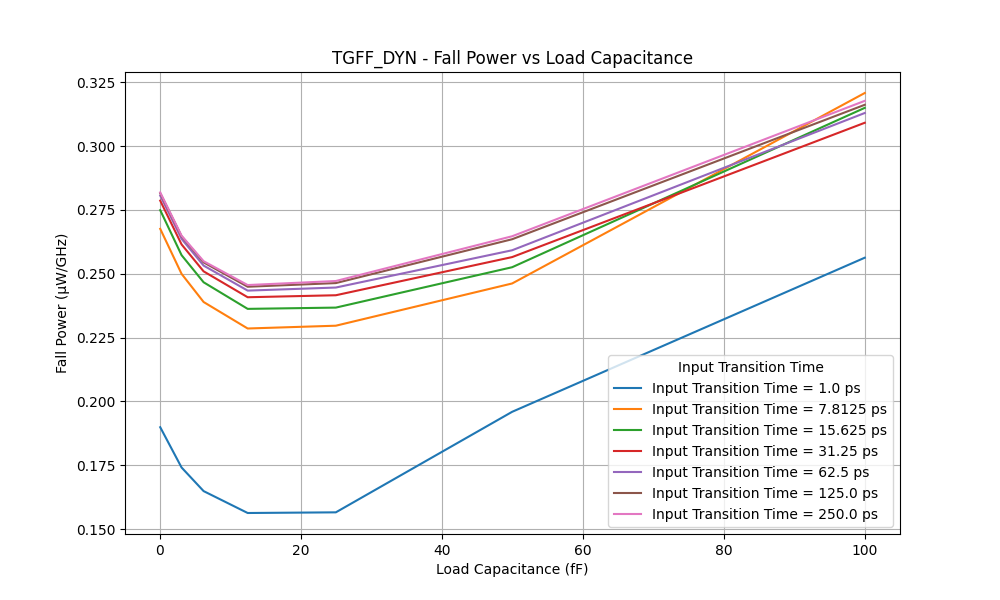 TGFF_DYN - Fall Power vs Load Capacitance
Fall Power (µW/GHz)
0.325
0.300
0.275
0.250
0.225
0.200
0.175
0.150
Input Transition Time
Input Transition Time = 1.0 ps
Input Transition Time = 7.8125 ps
Input Transition Time = 15.625 ps
Input Transition Time = 31.25 ps
Input Transition Time = 62.5 ps
Input Transition Time = 125.0 ps
Input Transition Time = 250.0 ps
0 20 40 60 80 100
Load Capacitance (fF)